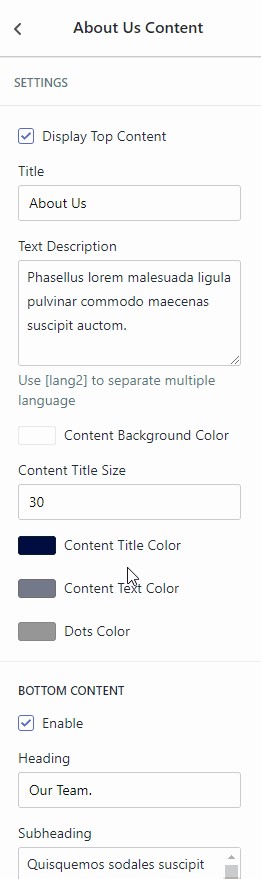 About Us Content
SETTINGS
Display Top Content
Title
About Us
Text Description
Phasellus lorem malesuada ligula
pulvinar commodo maecenas
suscipit auctom.
Use [lang2] to separate multiple
language
Content Background Color
Content Title Size
30
Content Title Color
Content Text Color
Dots Color
BOTTOM CONTENT
Enable
Heading
Our Team.
Subheading
Quisquemos sodales suscipit